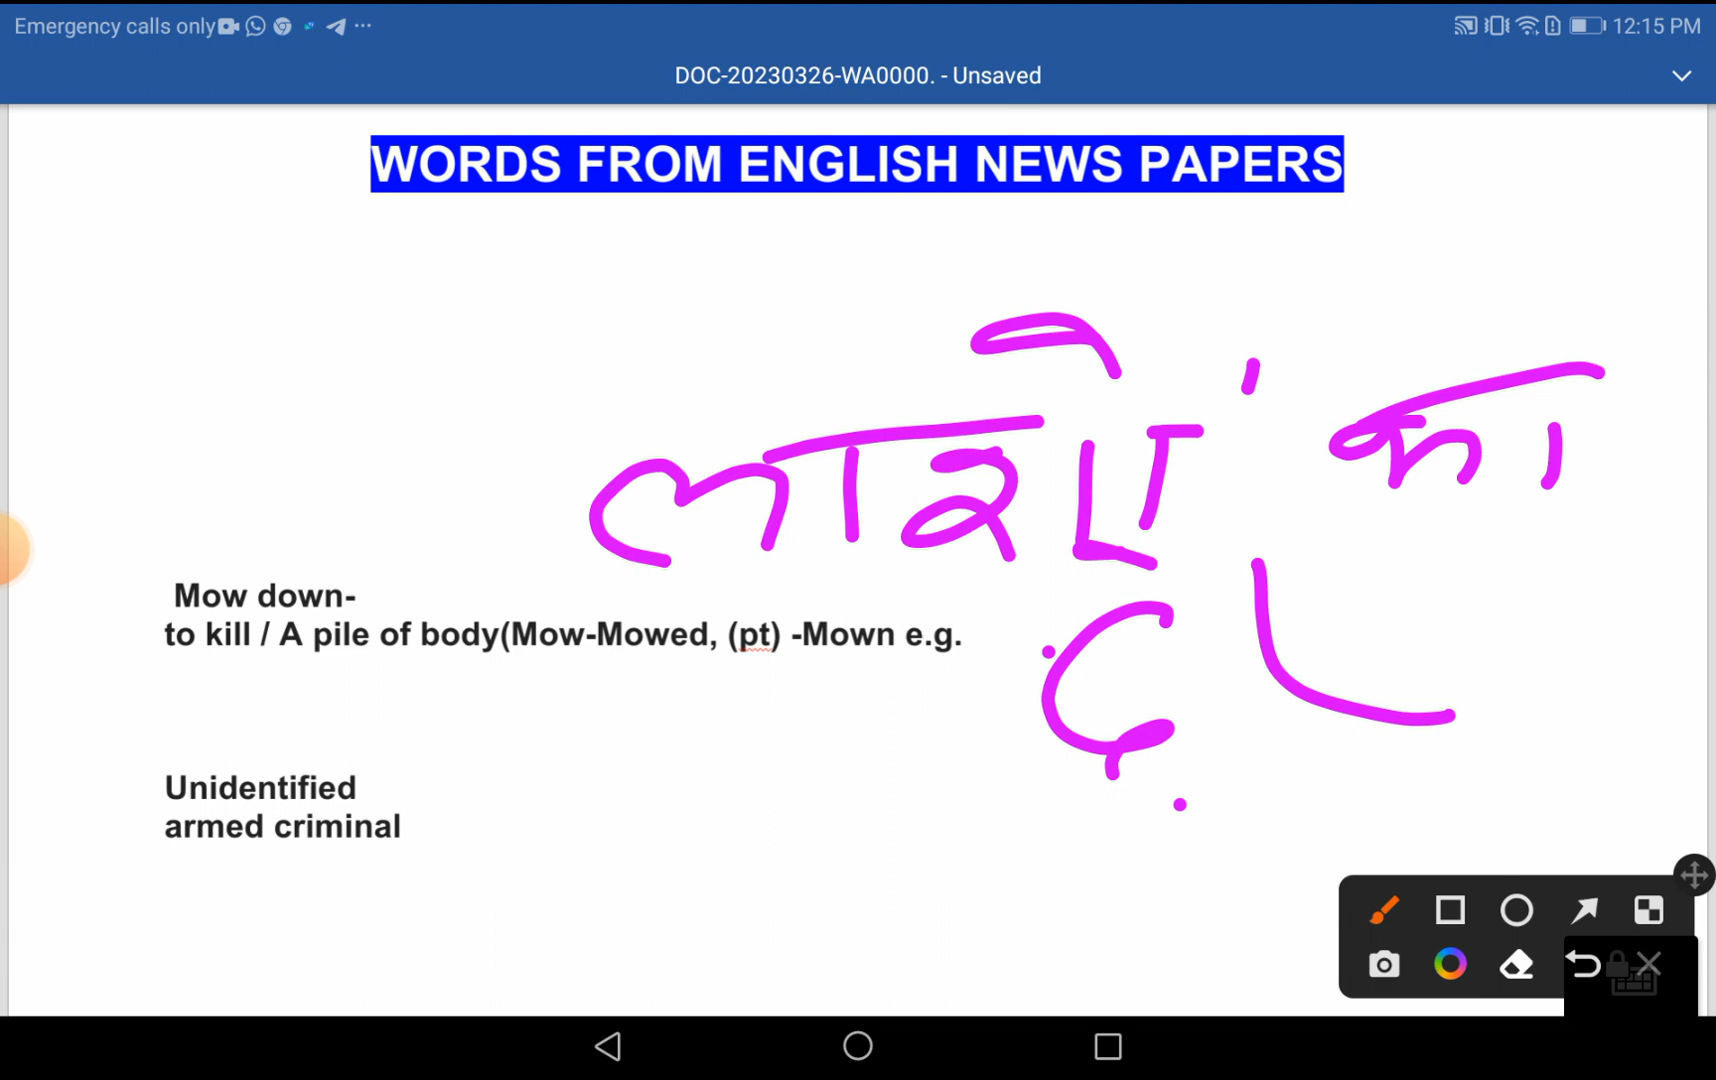 Emergency calls only 12:15 PM
DOC-20230326-WA0000. - Unsaved
WORDS FROM ENGLISH NEWS PAPERS
लाशों का
Mow down-
to kill / A pile of body(Mow-Mowed, (pt) -Mown e.g.
Unidentified
armed criminal